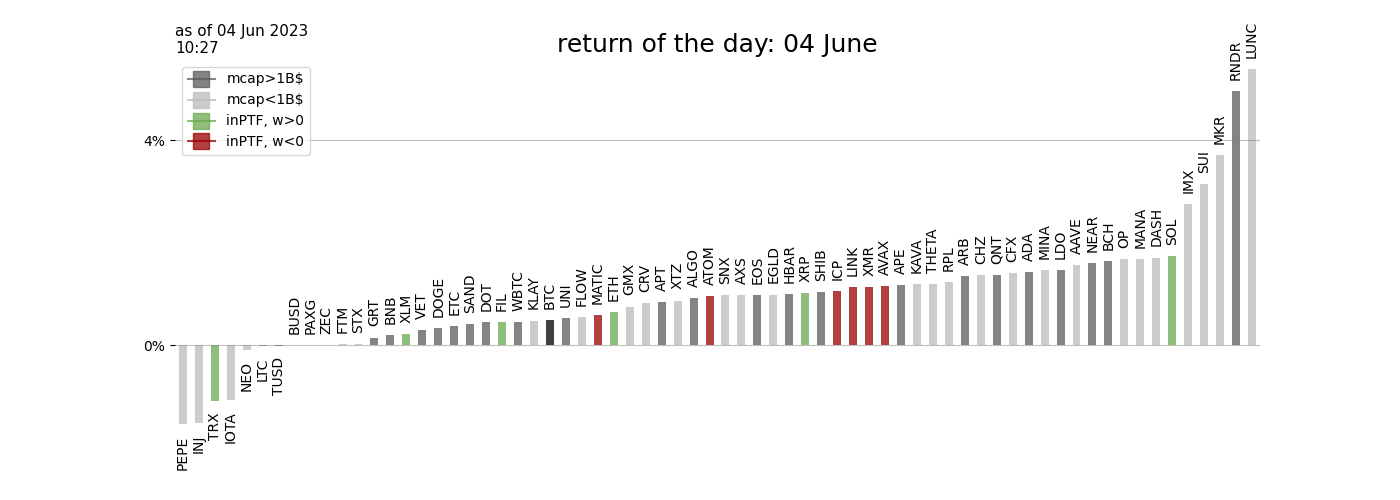 as of 04 Jun 2023
10:27
return of the day: 04 June
mcap>1B$
mcap<1B$
inPTF, w>0
inPTF, w<0
4%
0%
PEPE
INJ
TRX
IOTA
NEO
LTC
TUSD
BUSD
PAXG
ZEC
FTM
STX
GRT
BNB
XLM
VET
DOGE
ETC
SAND
DOT
FIL
WBTC
KLAY
BTC
UNI
FLOW
MATIC
ETH
GMX
CRV
APT
XTZ
ALGO
ATOM
SNX
AXS
EOS
EGLD
HBAR
XRP
SHIB
ICP
LINK
XMR
AVAX
APE
KAVA
THETA
RPL
ARB
CHZ
QNT
CFX
ADA
MINA
LDO
AAVE
NEAR
BCH
OP
MANA
DASH
SOL
IMX
SUI
MKR
RNDR
LUNC